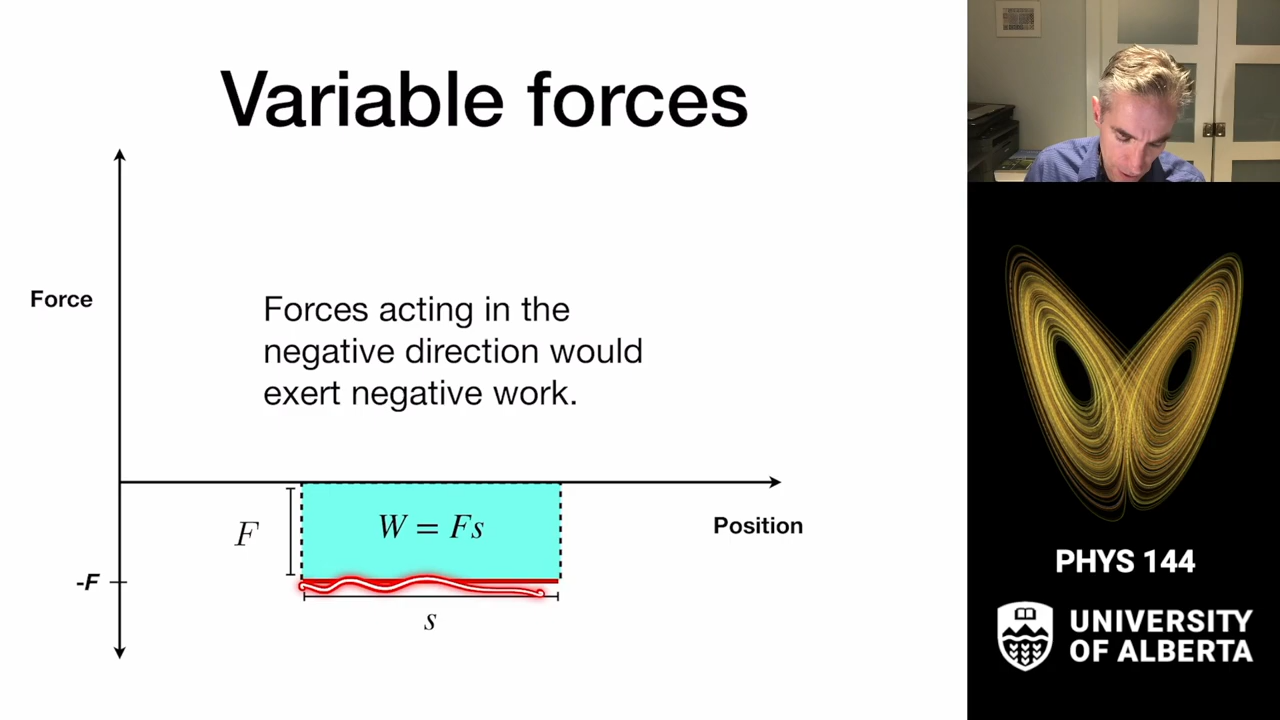 Variable forces
Force
Forces acting in the
negative direction would
exert negative work.
F
W = Fs
Position
-F
s
PHYS 144
UNIVERSITY
OF ALBERTA